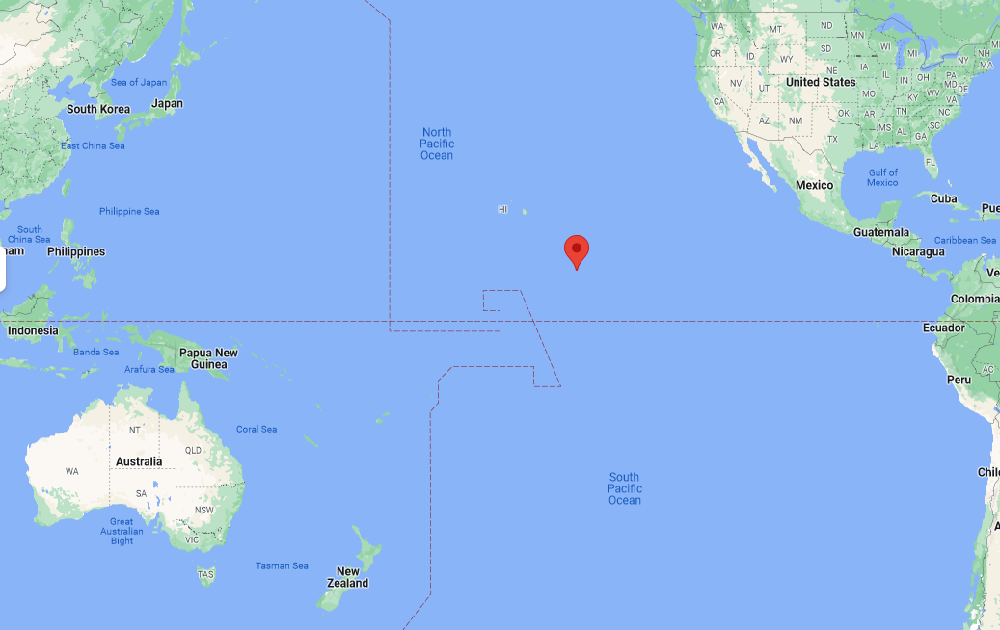 WA
MT
ND
MN
OR
ID
SD
WI
MI
NH
WY
NY
MA
Sea of Japan
NE
IA
PA
OH
United States
IL
IN
MD
DE
NV
UT
WV
MO
KY
VA
South Korea
Japan
CA
NC
OK
AR
TN
SC
AZ
NM
MS
AL
GA
North
Pacific
Ocean
TX
LA
East China Sea
FL
Gulf of
Mexico
Mexico
Cuba
HI
Pue
Philippine Sea
South
China Sea
nam
Philippines
Guatemala
Caribbean Sea
Nicaragua
Ve
Colombia
Indonesia
Ecuador
Banda Sea
Papua New
Guinea
Arafura Sea
AC
Peru
Coral Sea
NT
QLD
Australia
WA
SA
NSW
South
Pacific
Ocean
Chil
Great
Australian
Bight
A
VIC
Tasman Sea
TAS
New
Zealand